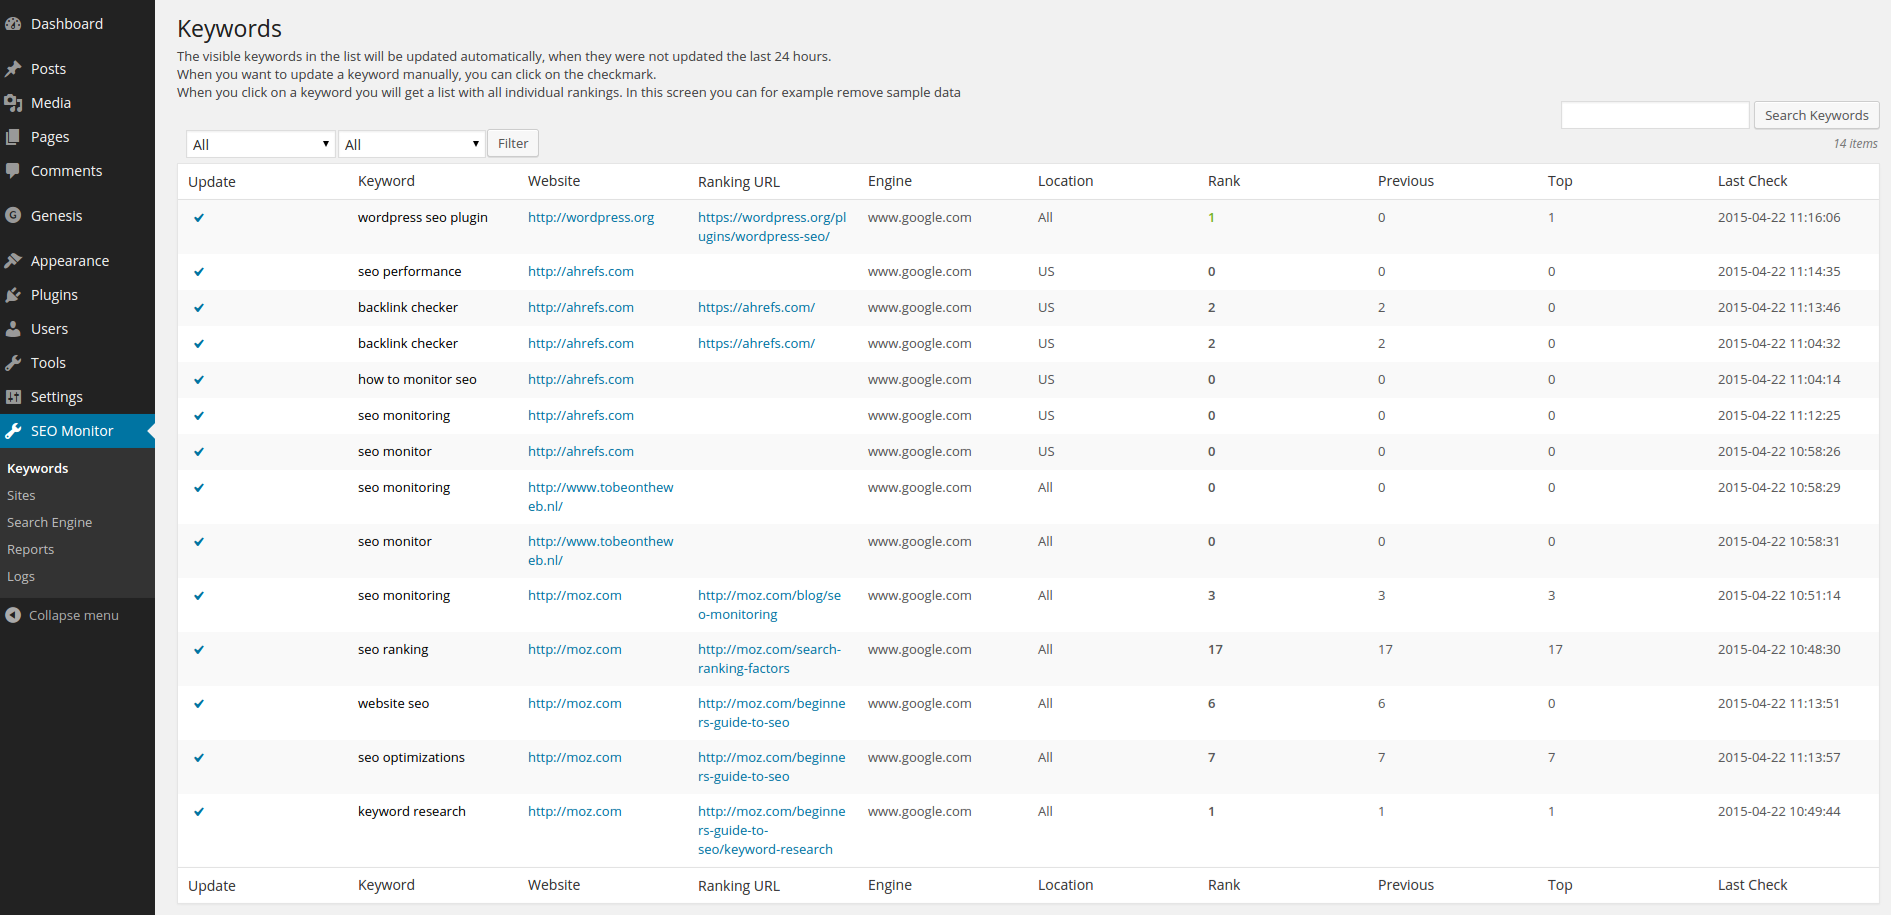 Dashboard
Posts
Media
Pages
Comments
Genesis
Appearance
Plugins
Users
Tools
Settings
SEO Monitor
Keywords
Sites
Search Engine
Reports
Logs
Collapse menu
Keywords
The visible keywords in the list will be updated automatically, when they were not updated the last 24 hours.
When you want to update a keyword manually, you can click on the checkmark.
When you click on a keyword you will get a list with all individual rankings. In this screen you can for example remove sample data
Search Keywords
All All Filter 14 items
Update Keyword Website Ranking URL Engine Location Rank Previous Top Last Check
wordpress seo plugin http://wordpress.org https://wordpress.org/pl www.google.com All 1 0 1 2015-04-22 11:16:06
ugins/wordpress-seo/
seo performance http://ahrefs.com www.google.com US 0 0 0 2015-04-22 11:14:35
backlink checker http://ahrefs.com https://ahrefs.com/ www.google.com US 2 2 0 2015-04-22 11:13:46
backlink checker http://ahrefs.com https://ahrefs.com/ www.google.com US 2 2 0 2015-04-22 11:04:32
how to monitor seo http://ahrefs.com www.google.com US 0 0 0 2015-04-22 11:04:14
seo monitoring http://ahrefs.com www.google.com US 0 0 0 2015-04-22 11:12:25
seo monitor http://ahrefs.com www.google.com US 0 0 0 2015-04-22 10:58:26
seo monitoring http://www.tobeonthew www.google.com All 0 0 0 2015-04-22 10:58:29
eb.nl/
seo monitor http://www.tobeonthew www.google.com All 0 0 0 2015-04-22 10:58:31
eb.nl/
seo monitoring http://moz.com http://moz.com/blog/se www.google.com All 3 3 3 2015-04-22 10:51:14
o-monitoring
seo ranking http://moz.com http://moz.com/search- www.google.com All 17 17 17 2015-04-22 10:48:30
ranking-factors
website seo http://moz.com http://moz.com/beginne www.google.com All 6 6 0 2015-04-22 11:13:51
rs-guide-to-seo
seo optimizations http://moz.com http://moz.com/beginne www.google.com All 7 7 7 2015-04-22 11:13:57
rs-guide-to-seo
keyword research http://moz.com http://moz.com/beginne www.google.com All 1 1 1 2015-04-22 10:49:44
rs-guide-to-
seo/keyword-research
Update Keyword Website Ranking URL Engine Location Rank Previous Top Last Check